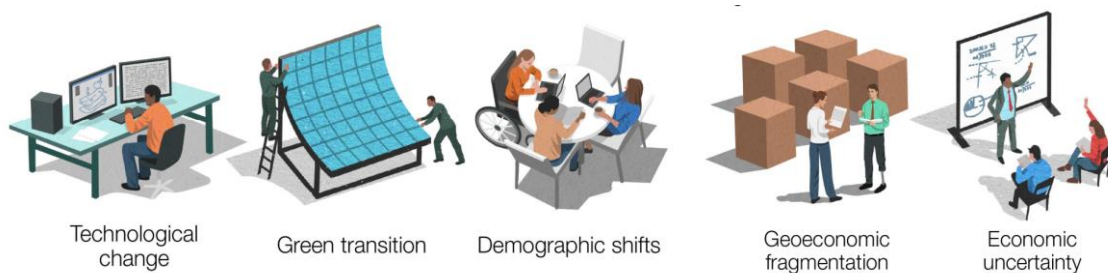 Technological
change
Green transition
Demographic shifts
Geoeconomic
fragmentation
Economic
uncertainty